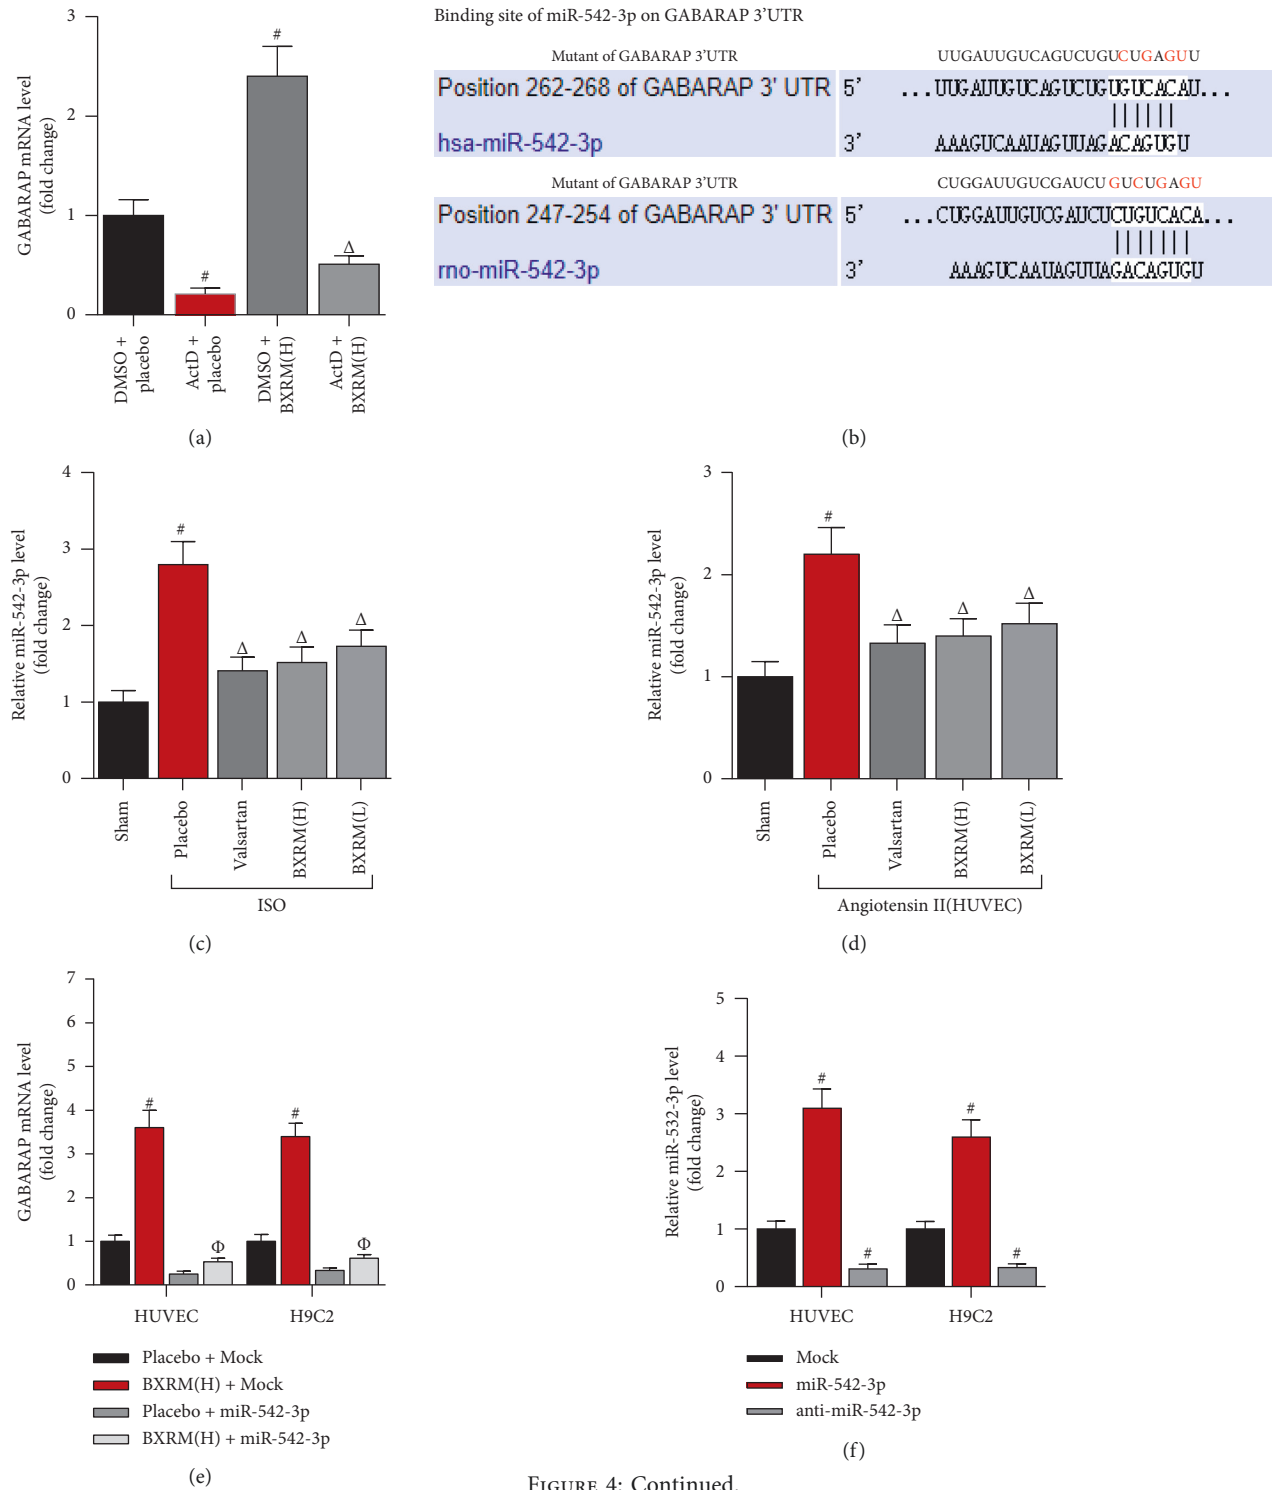 GABARAP mRNA level
(fold change)
3
2
1
0
#
#
#
Δ
DMSO +
placebo
ActD +
placebo
DMSO +
BXRM(H)
ActD +
BXRM(H)
(a)
Binding site of miR-542-3p on GABARAP 3'UTR
Mutant of GABARAP 3'UTR UUGAUUGUCAGUCUGUCUGAGUU
Position 262-268 of GABARAP 3' UTR 5' ...UUGAUUGUCAGUCUGUGUCACAU...
hsa-miR-542-3p 3' AAAGUCAAUAGUUAGACAGUGU
Mutant of GABARAP 3'UTR CUGGAUUGUCGAUCU GUCUGAGU
Position 247-254 of GABARAP 3' UTR 5' ...CUGGAUUGUCGAUCUCUGUCACA...
rno-miR-542-3p 3' AAAGUCAAUAGUUAGACAGUGU
(b)
Relative miR-542-3p level
(fold change)
4
3
2
1
0
#
Δ
Δ
Δ
Sham
Placebo
Valsartan
BXRM(H)
BXRM(L)
ISO
(c)
Relative miR-542-3p level
(fold change)
3
2
1
0
#
Δ
Δ
Δ
Sham
Placebo
Valsartan
BXRM(H)
BXRM(L)
Angiotensin II(HUVEC)
(d)
GABARAP mRNA level
(fold change)
7
6
5
4
3
2
1
0
#
Φ
#
Φ
HUVEC
H9C2
Placebo + Mock
BXRM(H) + Mock
Placebo + miR-542-3p
BXRM(H) + miR-542-3p
(e)
Relative miR-532-3p level
(fold change)
5
4
3
2
1
0
#
#
#
#
HUVEC
H9C2
Mock
miR-542-3p
anti-miR-542-3p
(f)
FIGURE 4: Continued.